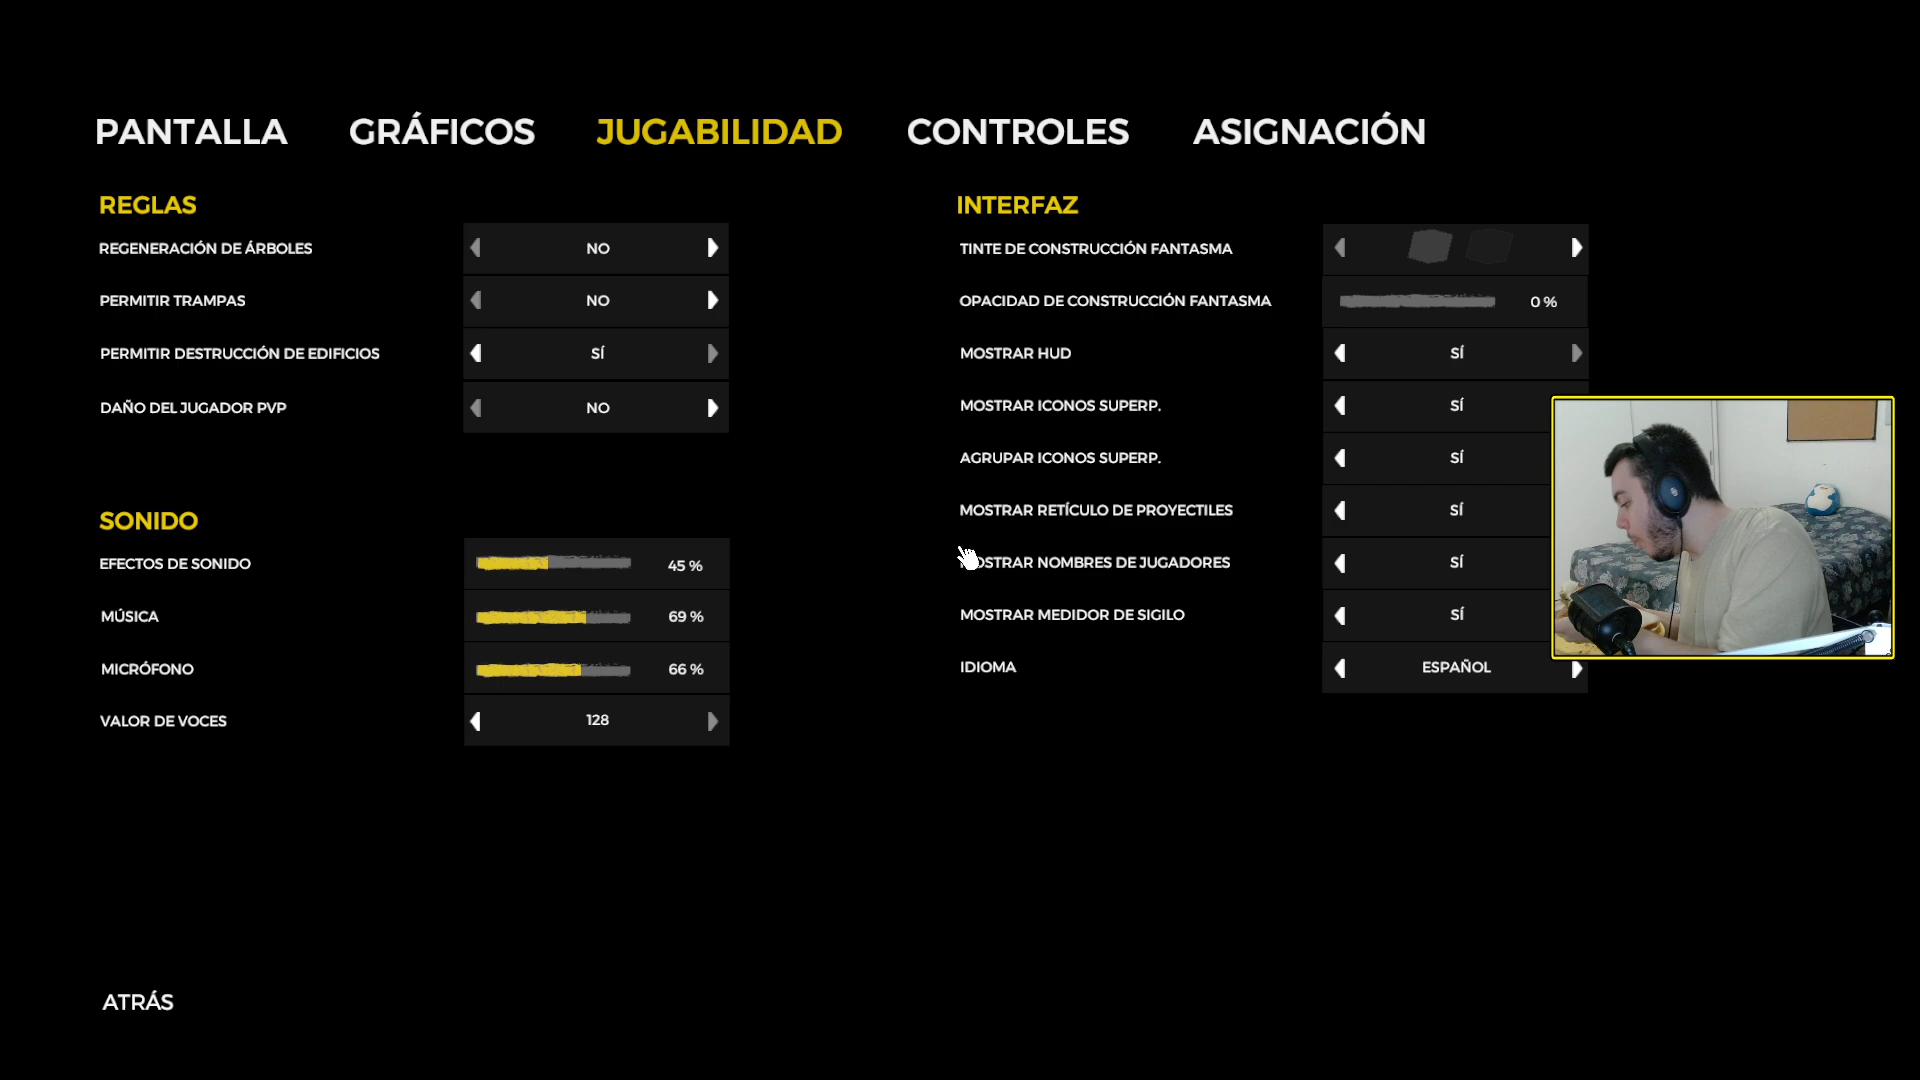 PANTALLA GRÁFICOS JUGABILIDAD CONTROLES ASIGNACIÓN
REGLAS
REGENERACIÓN DE ÁRBOLES NO
PERMITIR TRAMPAS NO
PERMITIR DESTRUCCIÓN DE EDIFICIOS SÍ
DAÑO DEL JUGADOR PVP NO
SONIDO
EFECTOS DE SONIDO 45 %
MÚSICA 69 %
MICRÓFONO 66 %
VALOR DE VOCES 128
INTERFAZ
TINTE DE CONSTRUCCIÓN FANTASMA
OPACIDAD DE CONSTRUCCIÓN FANTASMA 0 %
MOSTRAR HUD SÍ
MOSTRAR ICONOS SUPERP. SÍ
AGRUPAR ICONOS SUPERP. SÍ
MOSTRAR RETÍCULO DE PROYECTILES SÍ
MOSTRAR NOMBRES DE JUGADORES SÍ
MOSTRAR MEDIDOR DE SIGILO SÍ
IDIOMA ESPAÑOL
ATRÁS